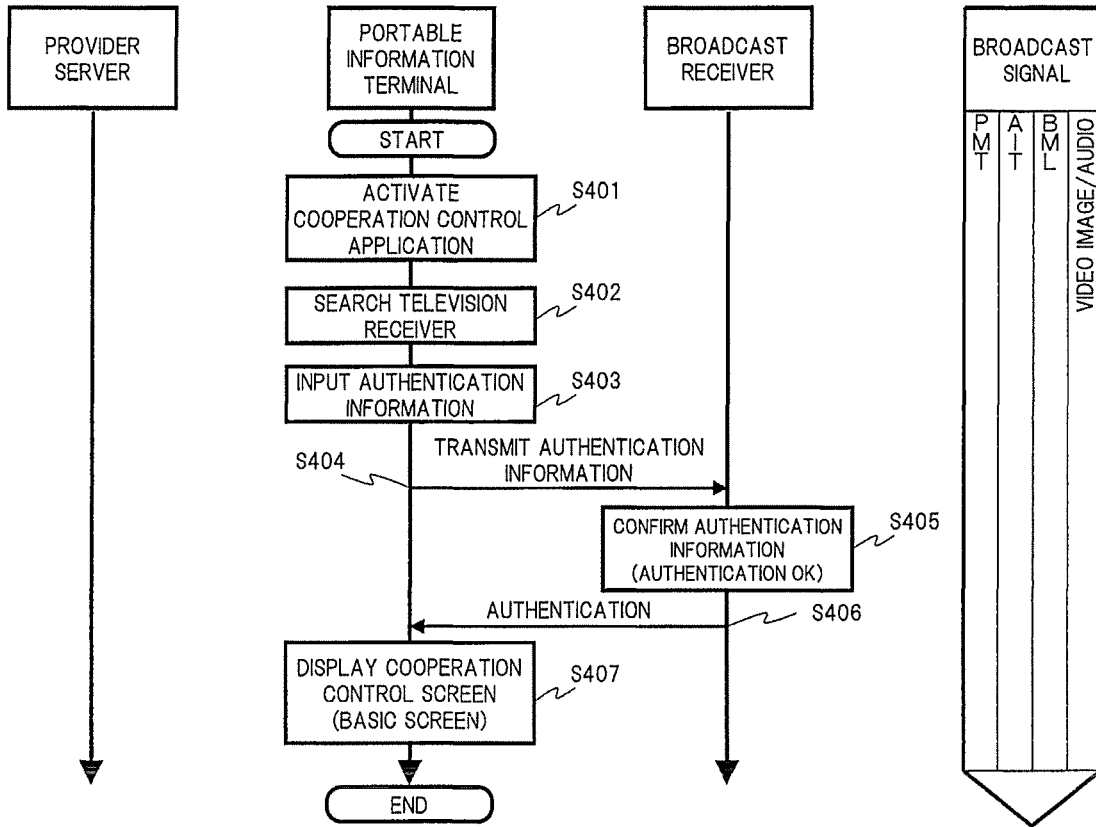 PROVIDER
SERVER
PORTABLE
INFORMATION
TERMINAL
BROADCAST
RECEIVER
BROADCAST
SIGNAL
PMT
AIT
BML
VIDEO IMAGE/AUDIO
START
ACTIVATE
COOPERATION CONTROL
APPLICATION
S401
SEARCH TELEVISION
RECEIVER
S402
INPUT AUTHENTICATION
INFORMATION
S403
S404
TRANSMIT AUTHENTICATION
INFORMATION
CONFIRM AUTHENTICATION
INFORMATION
(AUTHENTICATION OK)
S405
AUTHENTICATION
S406
DISPLAY COOPERATION
CONTROL SCREEN
(BASIC SCREEN)
S407
END